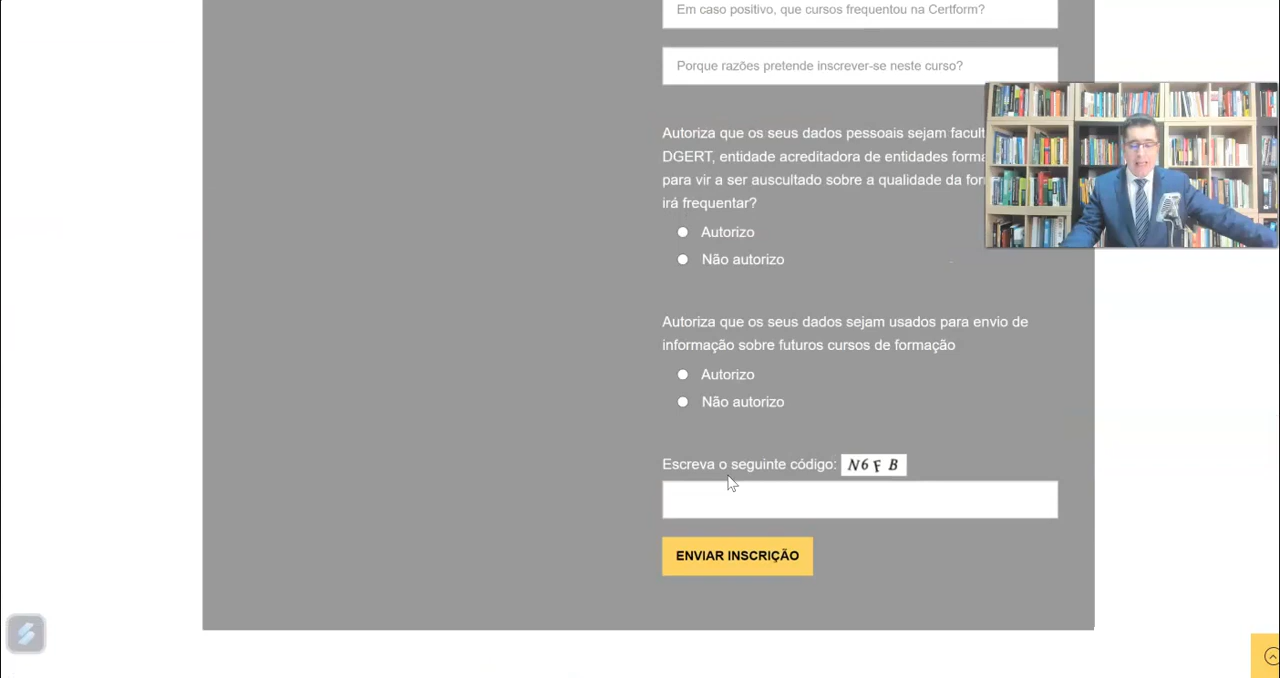 Em caso positivo, que cursos frequentou na Certform?
Porque razões pretende inscrever-se neste curso?
Autoriza que os seus dados pessoais sejam facult
DGERT, entidade acreditadora de entidades forma
para vir a ser auscultado sobre a qualidade da for
irá frequentar?
Autorizo
Não autorizo
Autoriza que os seus dados sejam usados para envio de
informação sobre futuros cursos de formação
Autorizo
Não autorizo
Escreva o seguinte código: N6FB
ENVIAR INSCRIÇÃO